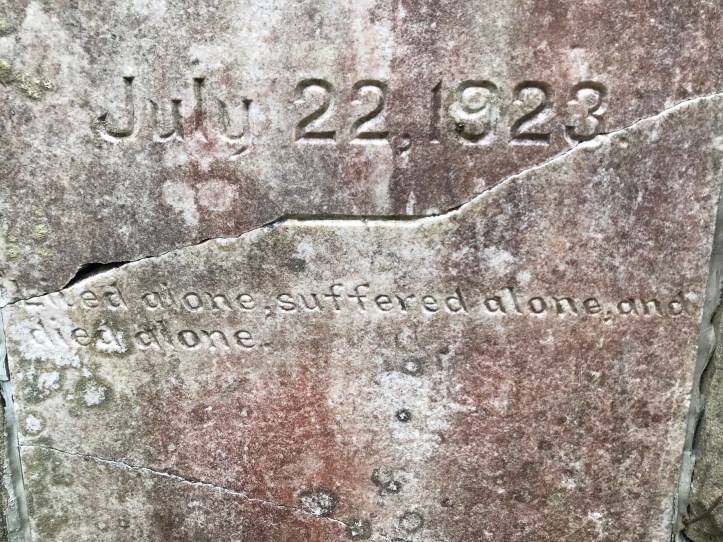 July 22, 1923.
Lived alone, suffered alone, and
died alone.